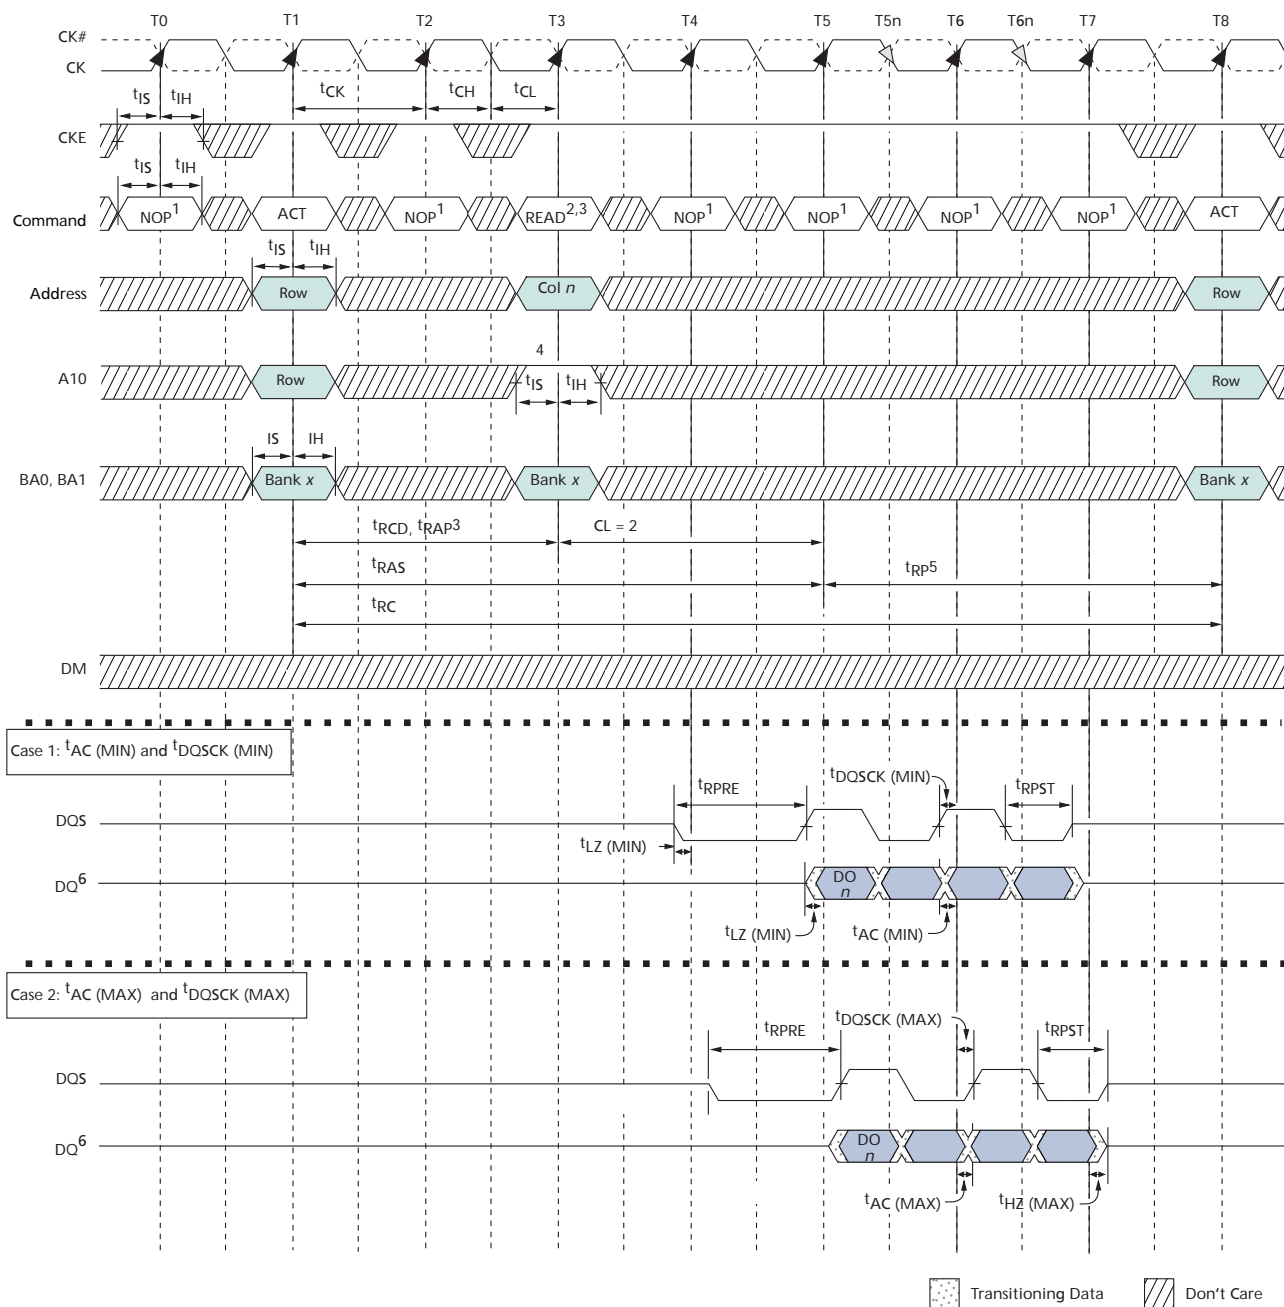 T0 T1 T2 T3 T4 T5 T5n T6 T6n T7 T8
CK#
CK
tIS tIH tCK tCH tCL
CKE
tIS tIH
Command NOP1 ACT NOP1 READ2,3 NOP1 NOP1 NOP1 NOP1 ACT
tIS tIH
Address Row Col n Row
4
A10 Row tIS tIH Row
IS IH
BA0, BA1 Bank x Bank x Bank x
tRCD, tRAP3 CL = 2
tRAS tRP5
tRC
DM
Case 1: tAC (MIN) and tDQSCK (MIN)
tRPRE tDQSCK (MIN) tRPST
DQS
tLZ (MIN)
DQ6 DO n
tLZ (MIN) tAC (MIN)
Case 2: tAC (MAX) and tDQSCK (MAX)
tRPRE tDQSCK (MAX) tRPST
DQS
DQ6 DO n
tAC (MAX) tHZ (MAX)
Transitioning Data Don't Care